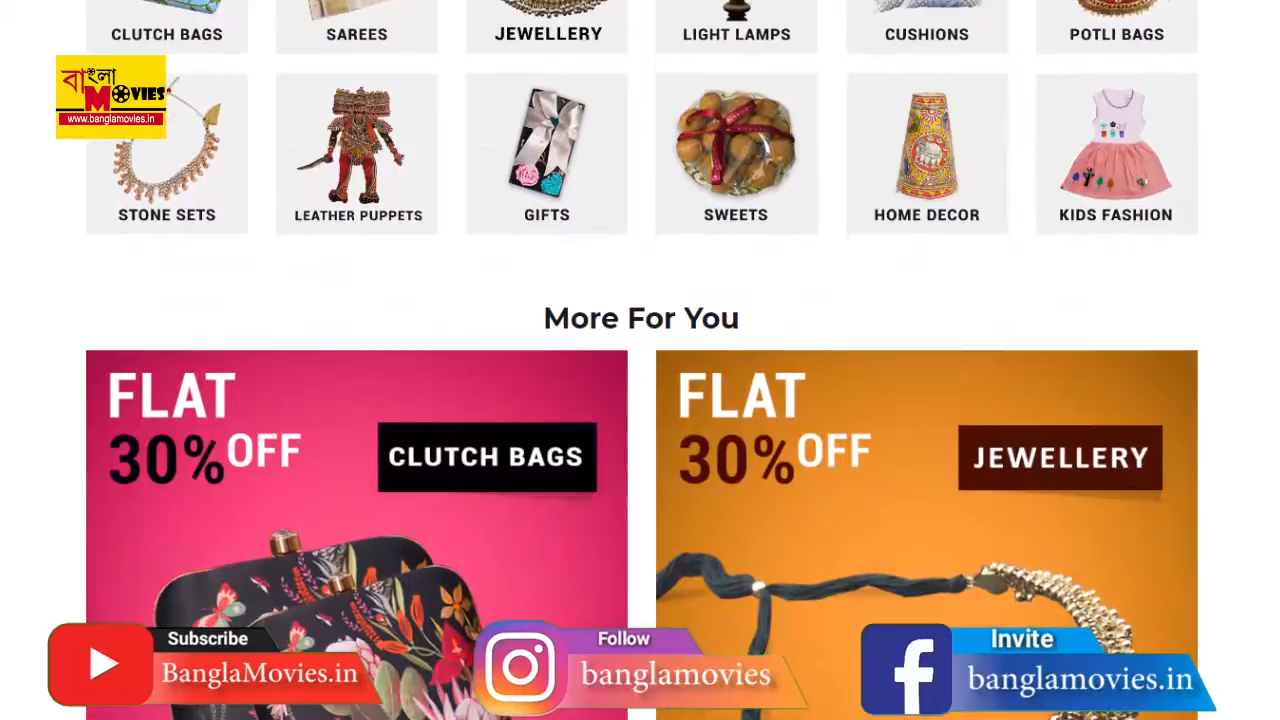 CLUTCH BAGS
SAREES
JEWELLERY
LIGHT LAMPS
CUSHIONS
POTLI BAGS
বাংলা
MOVIES
www.banglamovies.in
STONE SETS
LEATHER PUPPETS
GIFTS
SWEETS
HOME DECOR
KIDS FASHION
More For You
FLAT
30% OFF
CLUTCH BAGS
FLAT
30% OFF
JEWELLERY
Subscribe
BanglaMovies.in
Follow
banglamovies
Invite
banglamovies.in